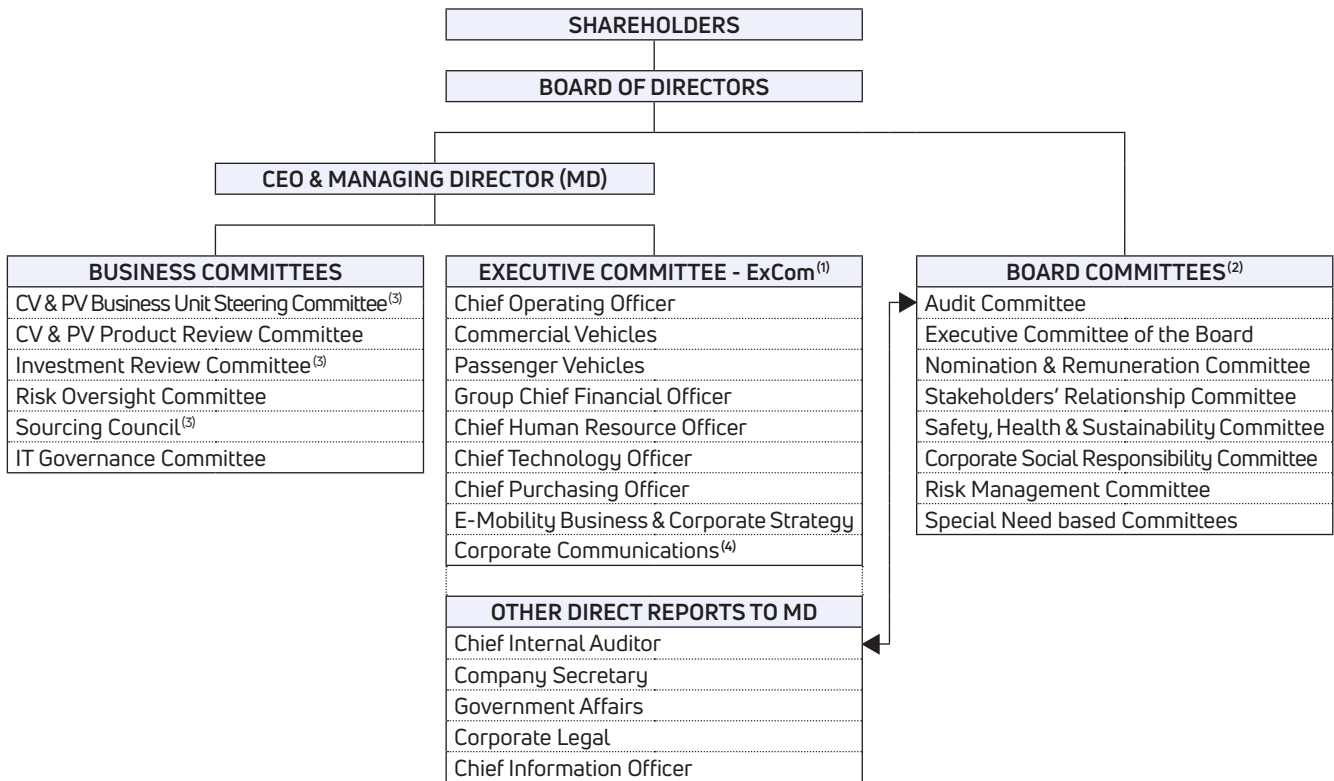 SHAREHOLDERS
BOARD OF DIRECTORS
CEO & MANAGING DIRECTOR (MD)
BUSINESS COMMITTEES
CV & PV Business Unit Steering Committee(3)
CV & PV Product Review Committee
Investment Review Committee(3)
Risk Oversight Committee
Sourcing Council(3)
IT Governance Committee
EXECUTIVE COMMITTEE - ExCom(1)
Chief Operating Officer
Commercial Vehicles
Passenger Vehicles
Group Chief Financial Officer
Chief Human Resource Officer
Chief Technology Officer
Chief Purchasing Officer
E-Mobility Business & Corporate Strategy
Corporate Communications(4)
OTHER DIRECT REPORTS TO MD
Chief Internal Auditor
Company Secretary
Government Affairs
Corporate Legal
Chief Information Officer
BOARD COMMITTEES(2)
Audit Committee
Executive Committee of the Board
Nomination & Remuneration Committee
Stakeholders’ Relationship Committee
Safety, Health & Sustainability Committee
Corporate Social Responsibility Committee
Risk Management Committee
Special Need based Committees